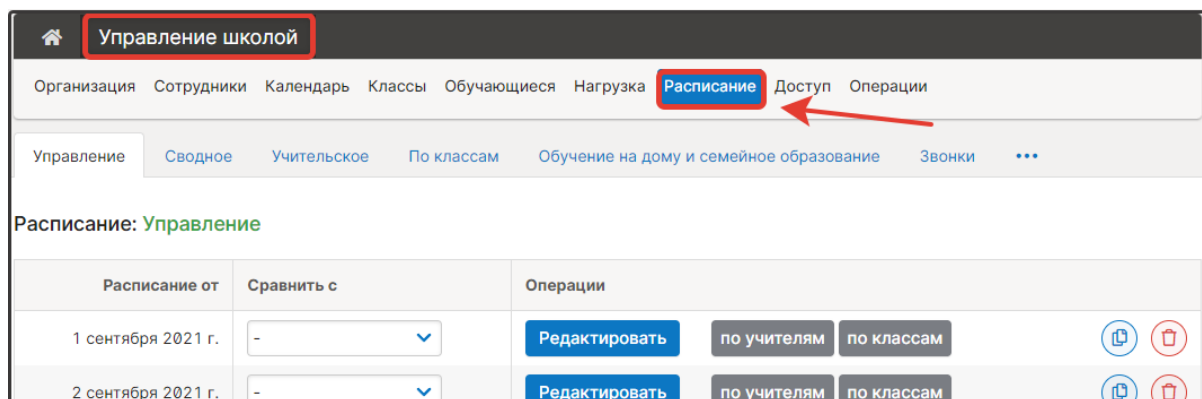 Управление школой
Организация Сотрудники Календарь Классы Обучающиеся Нагрузка Расписание Доступ Операции
Управление Сводное Учительское По классам Обучение на дому и семейное образование Звонки •••
Расписание: Управление
Расписание от Сравнить с Операции
1 сентября 2021 г. - Редактировать по учителям по классам
2 сентября 2021 г. - Редактировать по учителям по классам